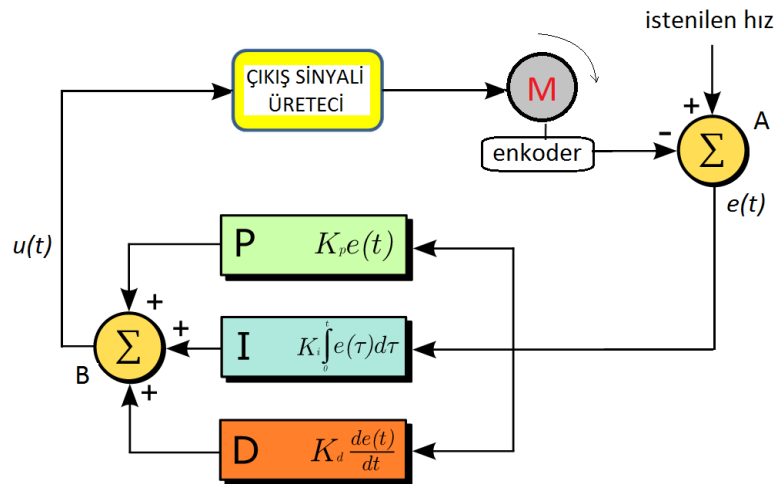 istenilen hız
ÇIKIŞ SİNYALİ
ÜRETECİ
M
+
A
-
Σ
enkoder
e(t)
P K_p e(t)
u(t)
+
+
I K_i ∫_0^t e(τ)dτ
Σ
B
+
D K_d de(t)/dt